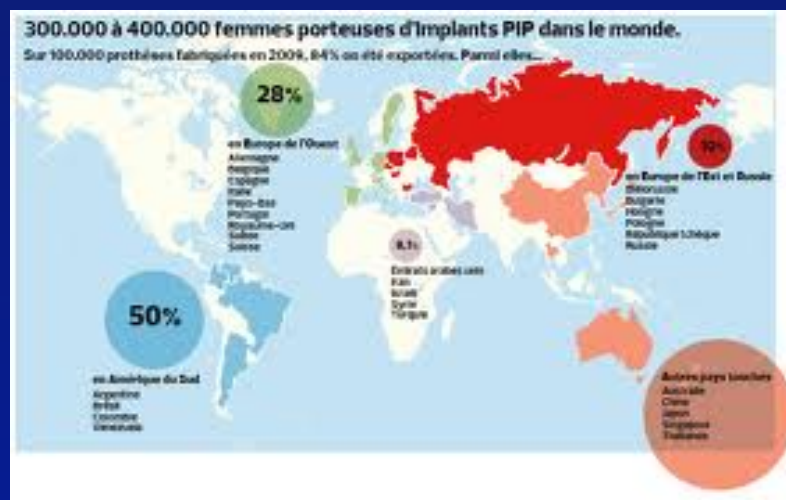 300.000 à 400.000 femmes porteuses d'Implants PIP dans le monde.
Sur 100.000 prothèses fabriquées en 2009, 84% on été exportées. Parmi elles...
28%
en Europe de l'Ouest
Allemagne
Belgique
Espagne
Italie
Pays-Bas
Portugal
Royaume-Uni
Suède
Suisse
10%
en Europe de l'Est et Russie
Biélorussie
Bulgarie
Hongrie
Pologne
République tchèque
Russie
Emirats arabes unis
Iran
Israël
Syrie
Turquie
50%
en Amérique du Sud
Argentine
Brésil
Colombie
Venezuela
Autres pays touchés
Australie
Chine
Japon
Singapour
Thaïlande